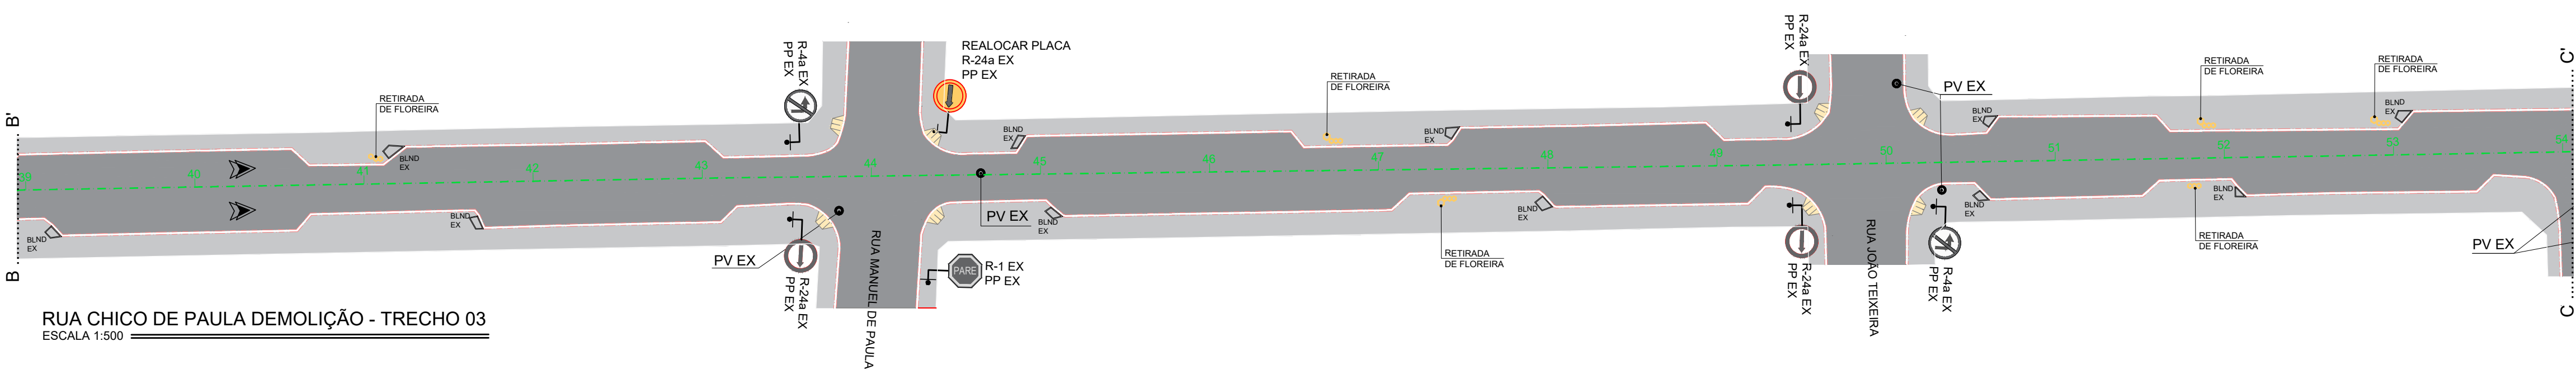 B'
B
39
RETIRADA
DE FLOREIRA
BLND
EX
BLND
EX
BLND
EX
40
41
42
43
R-4a EX
PP EX
REALOCAR PLACA
R-24a EX
PP EX
PV EX
R-24a EX
PP EX
RUA MANUEL DE PAULA
44
PARE
R-1 EX
PP EX
BLND
EX
PV EX
BLND
EX
45
46
RETIRADA
DE FLOREIRA
47
BLND
EX
RETIRADA
DE FLOREIRA
BLND
EX
48
49
R-24a EX
PP EX
R-24a EX
PP EX
50
RUA JOÃO TEIXEIRA
PV EX
R-4a EX
PP EX
BLND
EX
BLND
EX
51
RETIRADA
DE FLOREIRA
RETIRADA
DE FLOREIRA
BLND
EX
52
RETIRADA
DE FLOREIRA
BLND
EX
53
54
PV EX
C'
C
RUA CHICO DE PAULA DEMOLIÇÃO - TRECHO 03
ESCALA 1:500